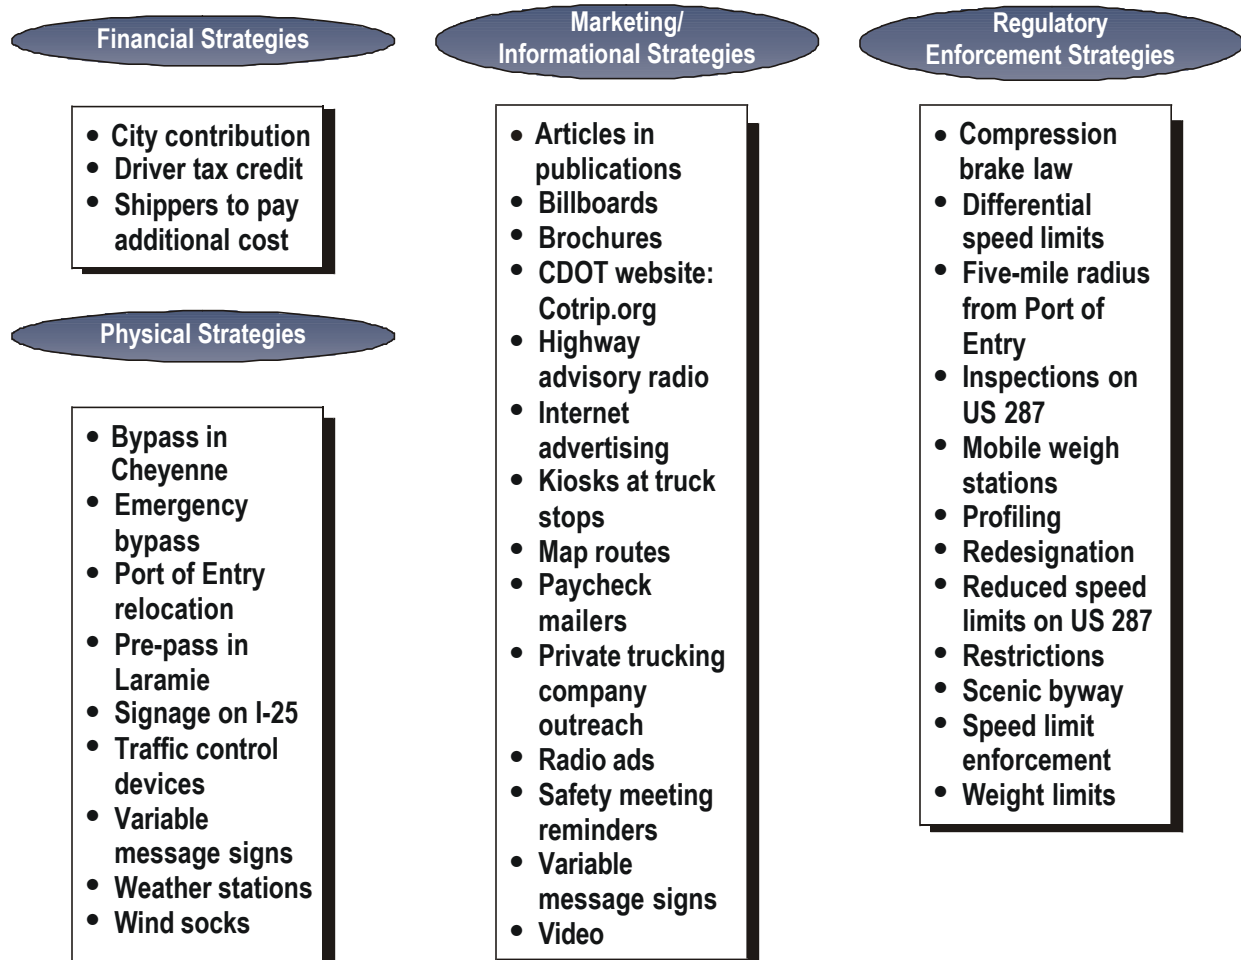 Financial Strategies
• City contribution
• Driver tax credit
• Shippers to pay
additional cost
Physical Strategies
• Bypass in
Cheyenne
• Emergency
bypass
• Port of Entry
relocation
• Pre-pass in
Laramie
• Signage on I-25
• Traffic control
devices
• Variable
message signs
• Weather stations
• Wind socks
Marketing/
Informational Strategies
• Articles in
publications
• Billboards
• Brochures
• CDOT website:
Cotrip.org
• Highway
advisory radio
• Internet
advertising
• Kiosks at truck
stops
• Map routes
• Paycheck
mailers
• Private trucking
company
outreach
• Radio ads
• Safety meeting
reminders
• Variable
message signs
• Video
Regulatory
Enforcement Strategies
• Compression
brake law
• Differential
speed limits
• Five-mile radius
from Port of
Entry
• Inspections on
US 287
• Mobile weigh
stations
• Profiling
• Redesignation
• Reduced speed
limits on US 287
• Restrictions
• Scenic byway
• Speed limit
enforcement
• Weight limits